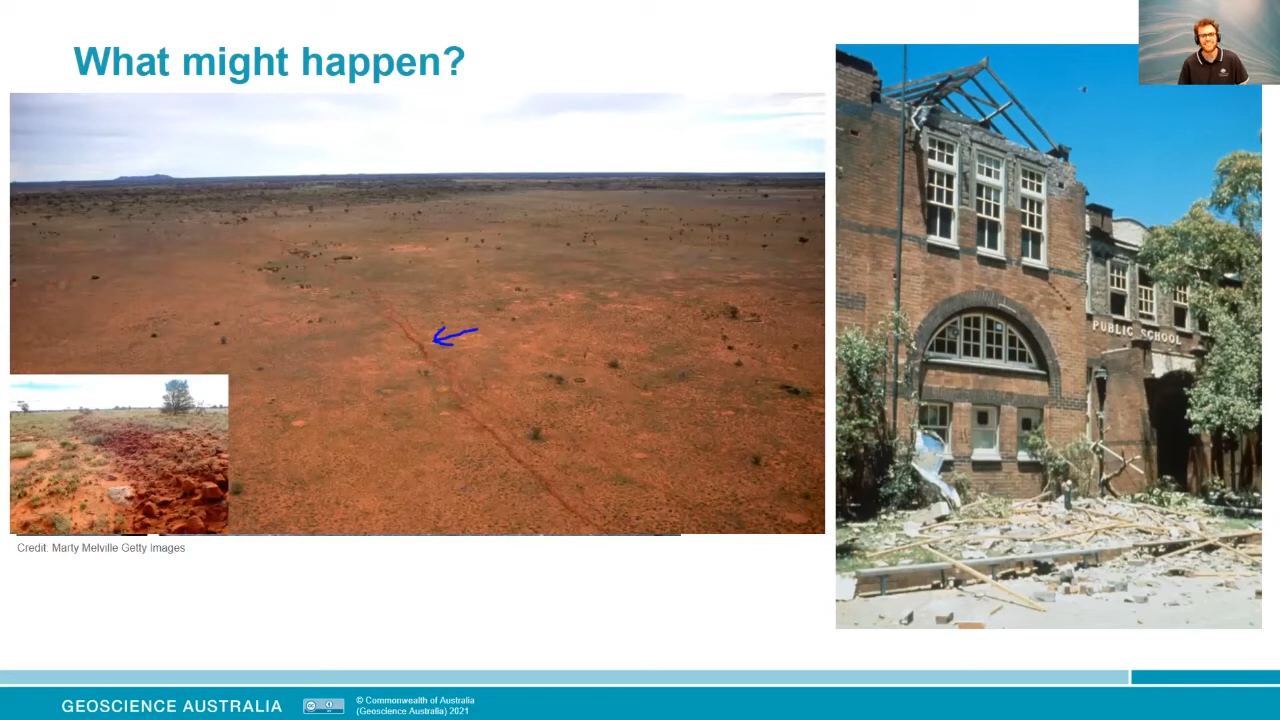 What might happen?
PUBLIC SCHOOL
Credit: Marty Melville Getty Images
GEOSCIENCE AUSTRALIA
© Commonwealth of Australia
(Geoscience Australia) 2021